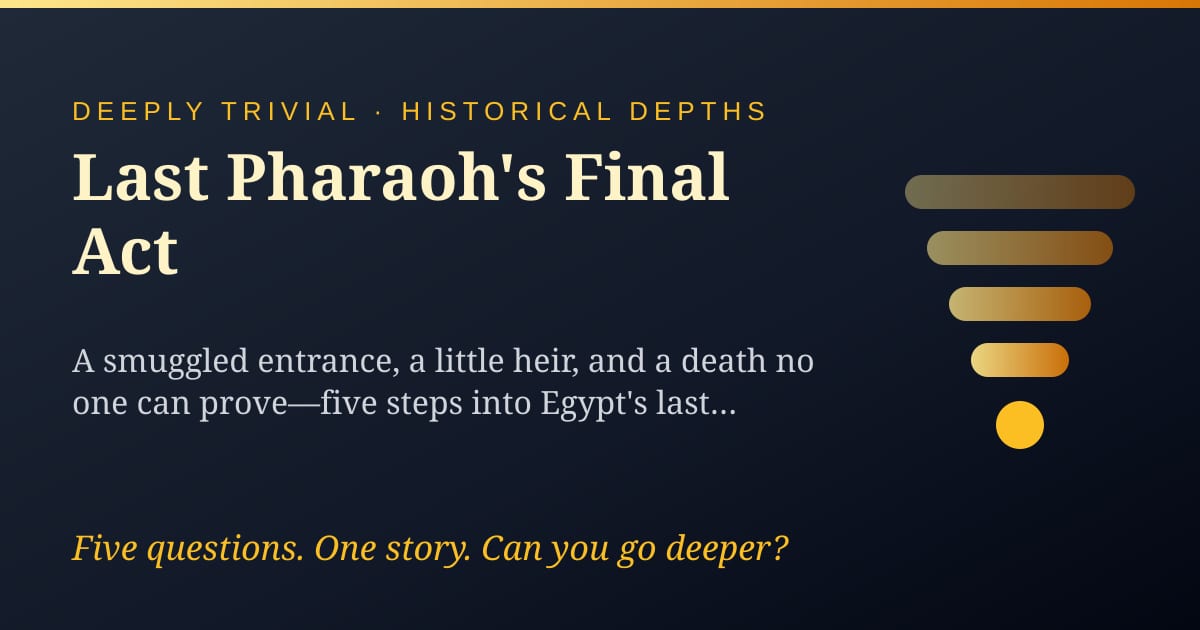 DEEPLY TRIVIAL · HISTORICAL DEPTHS
Last Pharaoh's Final
Act
A smuggled entrance, a little heir, and a death no
one can prove—five steps into Egypt's last…
Five questions. One story. Can you go deeper?